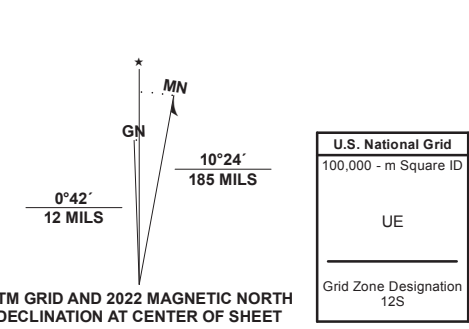 ★
MN
GN
10°24´
185 MILS
0°42´
12 MILS
TM GRID AND 2022 MAGNETIC NORTH
DECLINATION AT CENTER OF SHEET
U.S. National Grid
100,000 - m Square ID
UE
Grid Zone Designation
12S